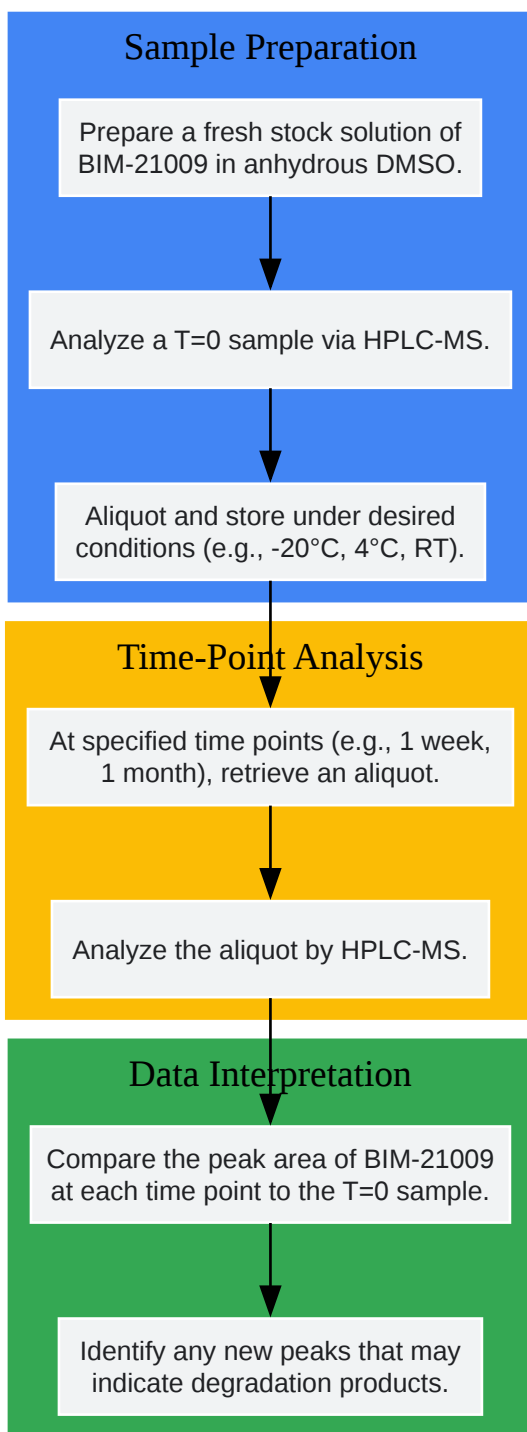 Sample Preparation
Prepare a fresh stock solution of
BIM-21009 in anhydrous DMSO.
Analyze a T=0 sample via HPLC-MS.
Aliquot and store under desired
conditions (e.g., -20°C, 4°C, RT).
Time-Point Analysis
At specified time points (e.g., 1 week,
1 month), retrieve an aliquot.
Analyze the aliquot by HPLC-MS.
Data Interpretation
Compare the peak area of BIM-21009
at each time point to the T=0 sample.
Identify any new peaks that may
indicate degradation products.